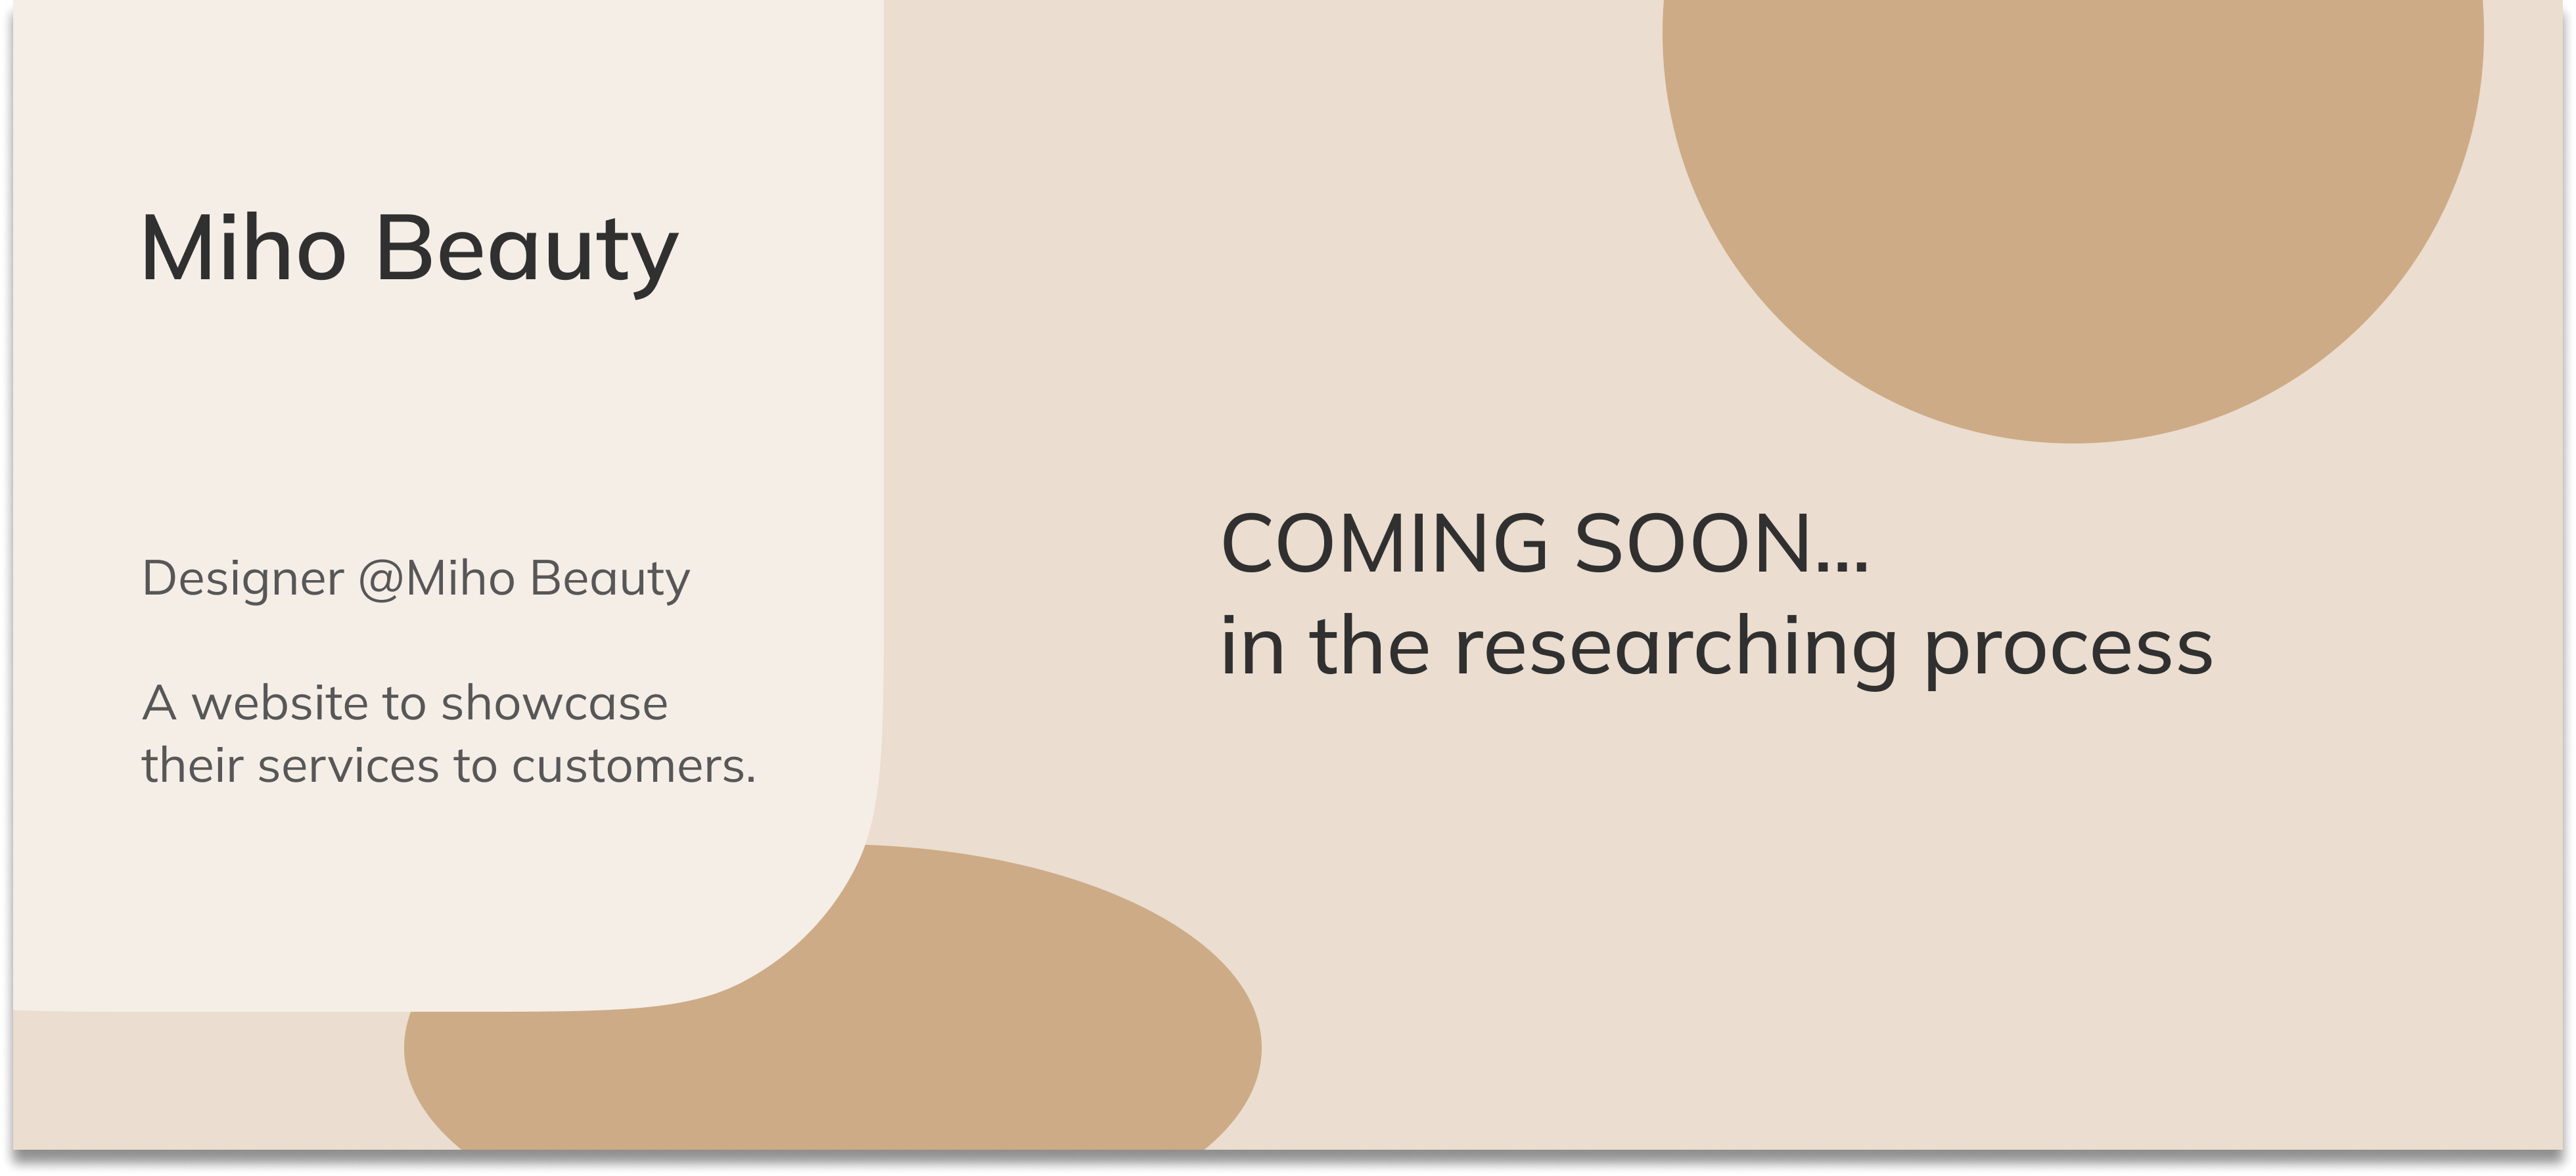 Miho Beauty
Designer @Miho Beauty
A website to showcase
their services to customers.
COMING SOON...
in the researching process